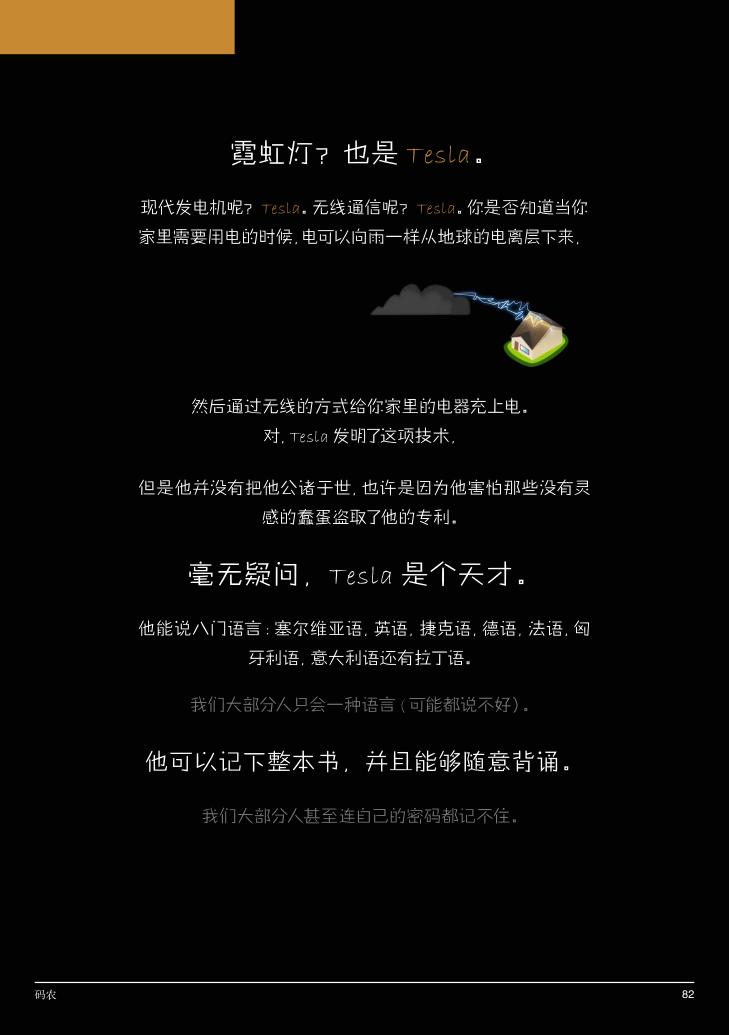 霓虹灯？也是 Tesla。
现代发电机呢？Tesla。无线通信呢？Tesla。你是否知道当你
家里需要用电的时候，电可以向雨一样从地球的电离层下来，
然后通过无线的方式给你家里的电器充上电。
对，Tesla 发明了这项技术，
但是他并没有把他公诸于世，也许是因为他害怕那些没有灵
感的蠢蛋盗取了他的专利。
毫无疑问，Tesla 是个天才。
他能说八门语言：塞尔维亚语，英语，捷克语，德语，法语，匈
牙利语，意大利语还有拉丁语。
我们大部分人只会一种语言（可能都说不好）。
他可以记下整本书，并且能够随意背诵。
我们大部分人甚至连自己的密码都记不住。
码农
82